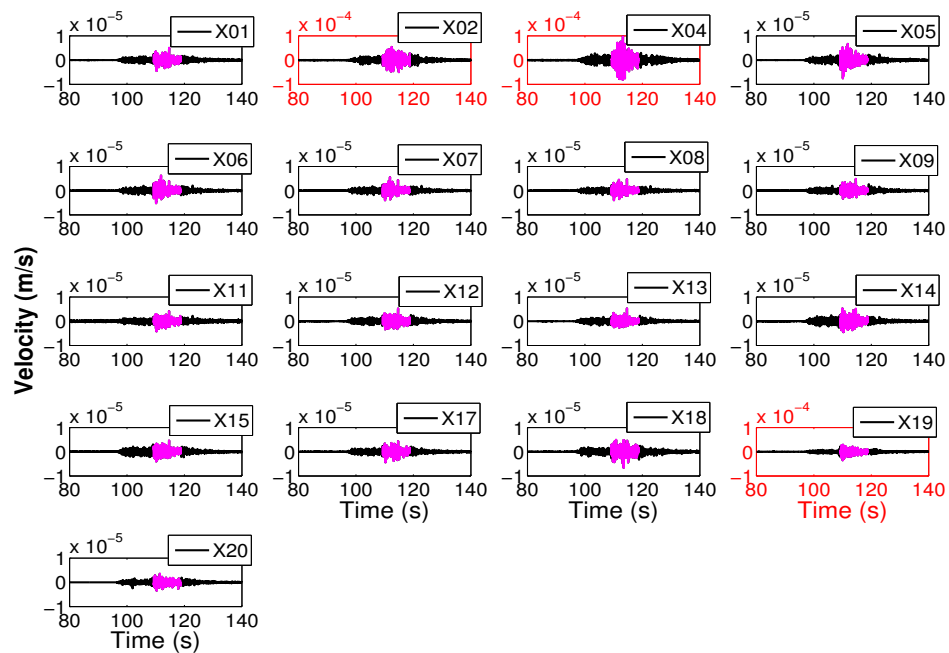 x 10⁻⁵ X01
1
0
−1
80 100 120 140
x 10⁻⁴ X02
1
0
−1
80 100 120 140
x 10⁻⁴ X04
1
0
−1
80 100 120 140
x 10⁻⁵ X05
1
0
−1
80 100 120 140
x 10⁻⁵ X06
1
0
−1
80 100 120 140
x 10⁻⁵ X07
1
0
−1
80 100 120 140
x 10⁻⁵ X08
1
0
−1
80 100 120 140
x 10⁻⁵ X09
1
0
−1
80 100 120 140
Velocity (m/s)
x 10⁻⁵ X11
1
0
−1
80 100 120 140
x 10⁻⁵ X12
1
0
−1
80 100 120 140
x 10⁻⁵ X13
1
0
−1
80 100 120 140
x 10⁻⁵ X14
1
0
−1
80 100 120 140
x 10⁻⁵ X15
1
0
−1
80 100 120 140
x 10⁻⁵ X17
1
0
−1
80 100 120 140
Time (s)
x 10⁻⁵ X18
1
0
−1
80 100 120 140
Time (s)
x 10⁻⁴ X19
1
0
−1
80 100 120 140
Time (s)
x 10⁻⁵ X20
1
0
−1
80 100 120 140
Time (s)